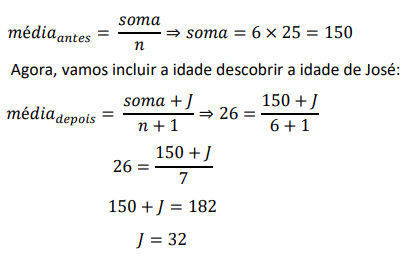 média_antes = soma/n ⇒ soma = 6 × 25 = 150
Agora, vamos incluir a idade descobrir a idade de José:
média_depois = (soma + J)/(n + 1) ⇒ 26 = (150 + J)/(6 + 1)
26 = (150 + J)/7
150 + J = 182
J = 32